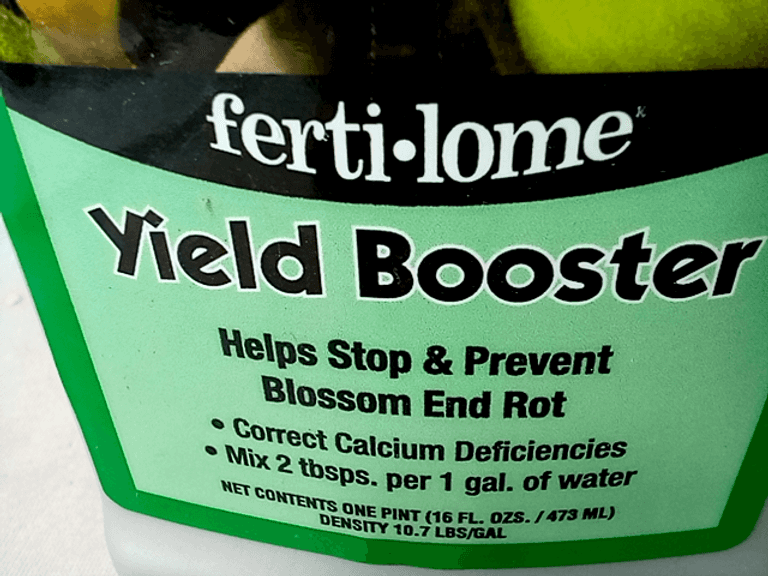 ferti•lome
Yield Booster
Helps Stop & Prevent
Blossom End Rot
• Correct Calcium Deficiencies
• Mix 2 tbsps. per 1 gal. of water
NET CONTENTS ONE PINT (16 FL. OZS. / 473 ML)
DENSITY 10.7 LBS/GAL